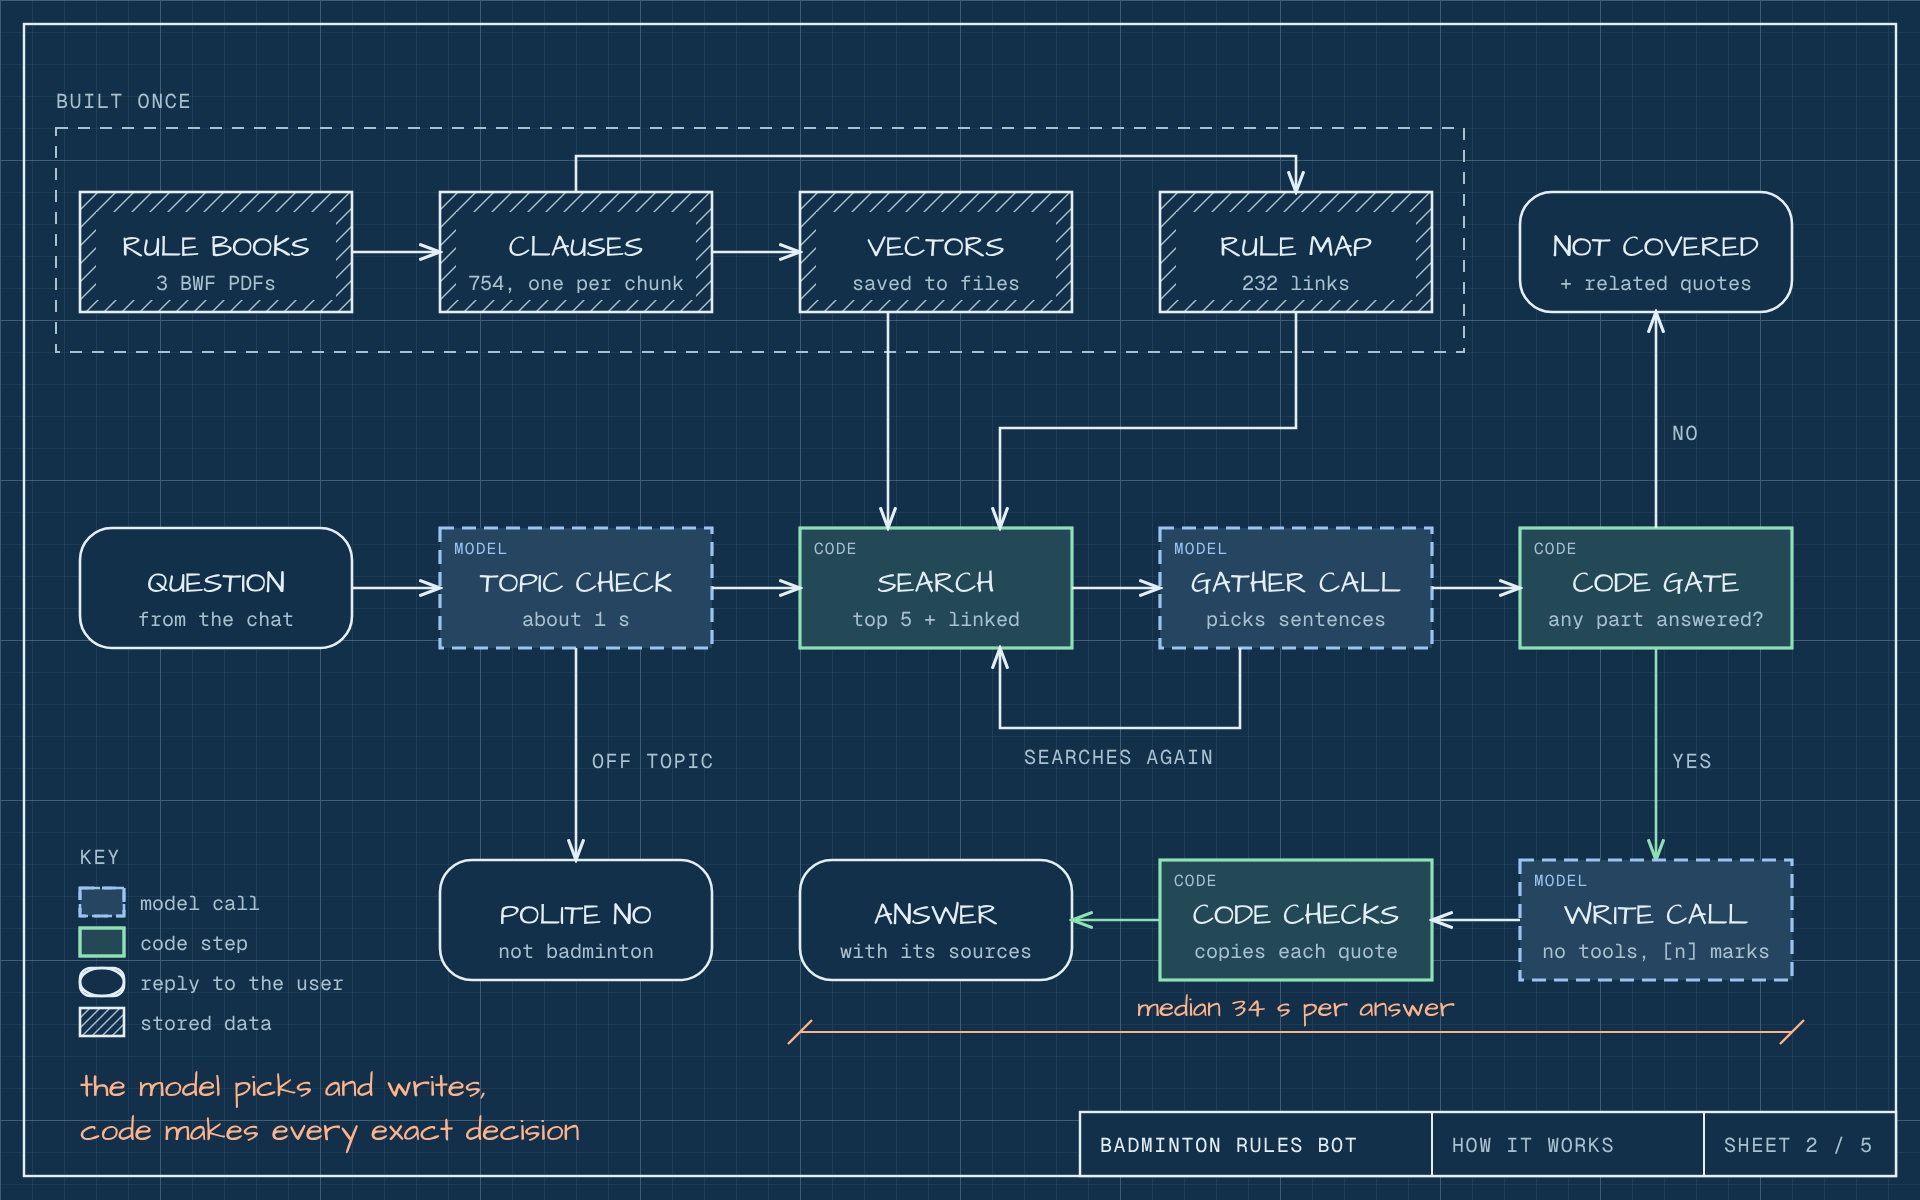 BUILT ONCE
RULE BOOKS
3 BWF PDFs
CLAUSES
754, one per chunk
VECTORS
saved to files
RULE MAP
232 links
NOT COVERED
+ related quotes
NO
QUESTION
from the chat
MODEL
TOPIC CHECK
about 1 s
CODE
SEARCH
top 5 + linked
MODEL
GATHER CALL
picks sentences
CODE
CODE GATE
any part answered?
OFF TOPIC
SEARCHES AGAIN
YES
KEY
model call
code step
reply to the user
stored data
POLITE NO
not badminton
ANSWER
with its sources
CODE
CODE CHECKS
copies each quote
MODEL
WRITE CALL
no tools, [n] marks
median 34 s per answer
the model picks and writes,
code makes every exact decision
BADMINTON RULES BOT
HOW IT WORKS
SHEET 2 / 5